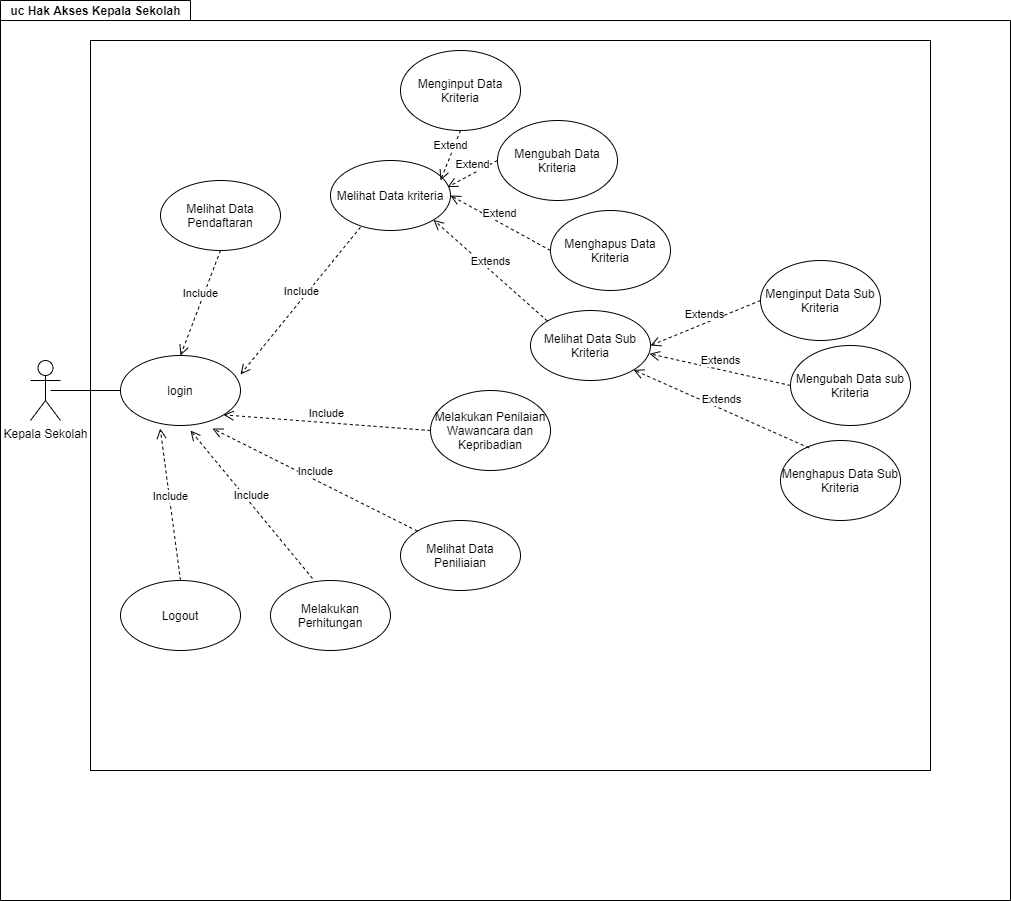 uc Hak Akses Kepala Sekolah
Menginput Data
Kriteria
Extend
Mengubah Data
Kriteria
Extend
Melihat Data kriteria
Melihat Data
Pendaftaran
Extend
Menghapus Data
Kriteria
Extends
Include
Include
Menginput Data Sub
Kriteria
Extends
Melihat Data Sub
Kriteria
Extends
Mengubah Data sub
Kriteria
Extends
login
Kepala Sekolah
Include
Melakukan Penilaian
Wawancara dan
Kepribadian
Include
Menghapus Data Sub
Kriteria
Include
Include
Melihat Data
Peniliaian
Logout
Melakukan
Perhitungan